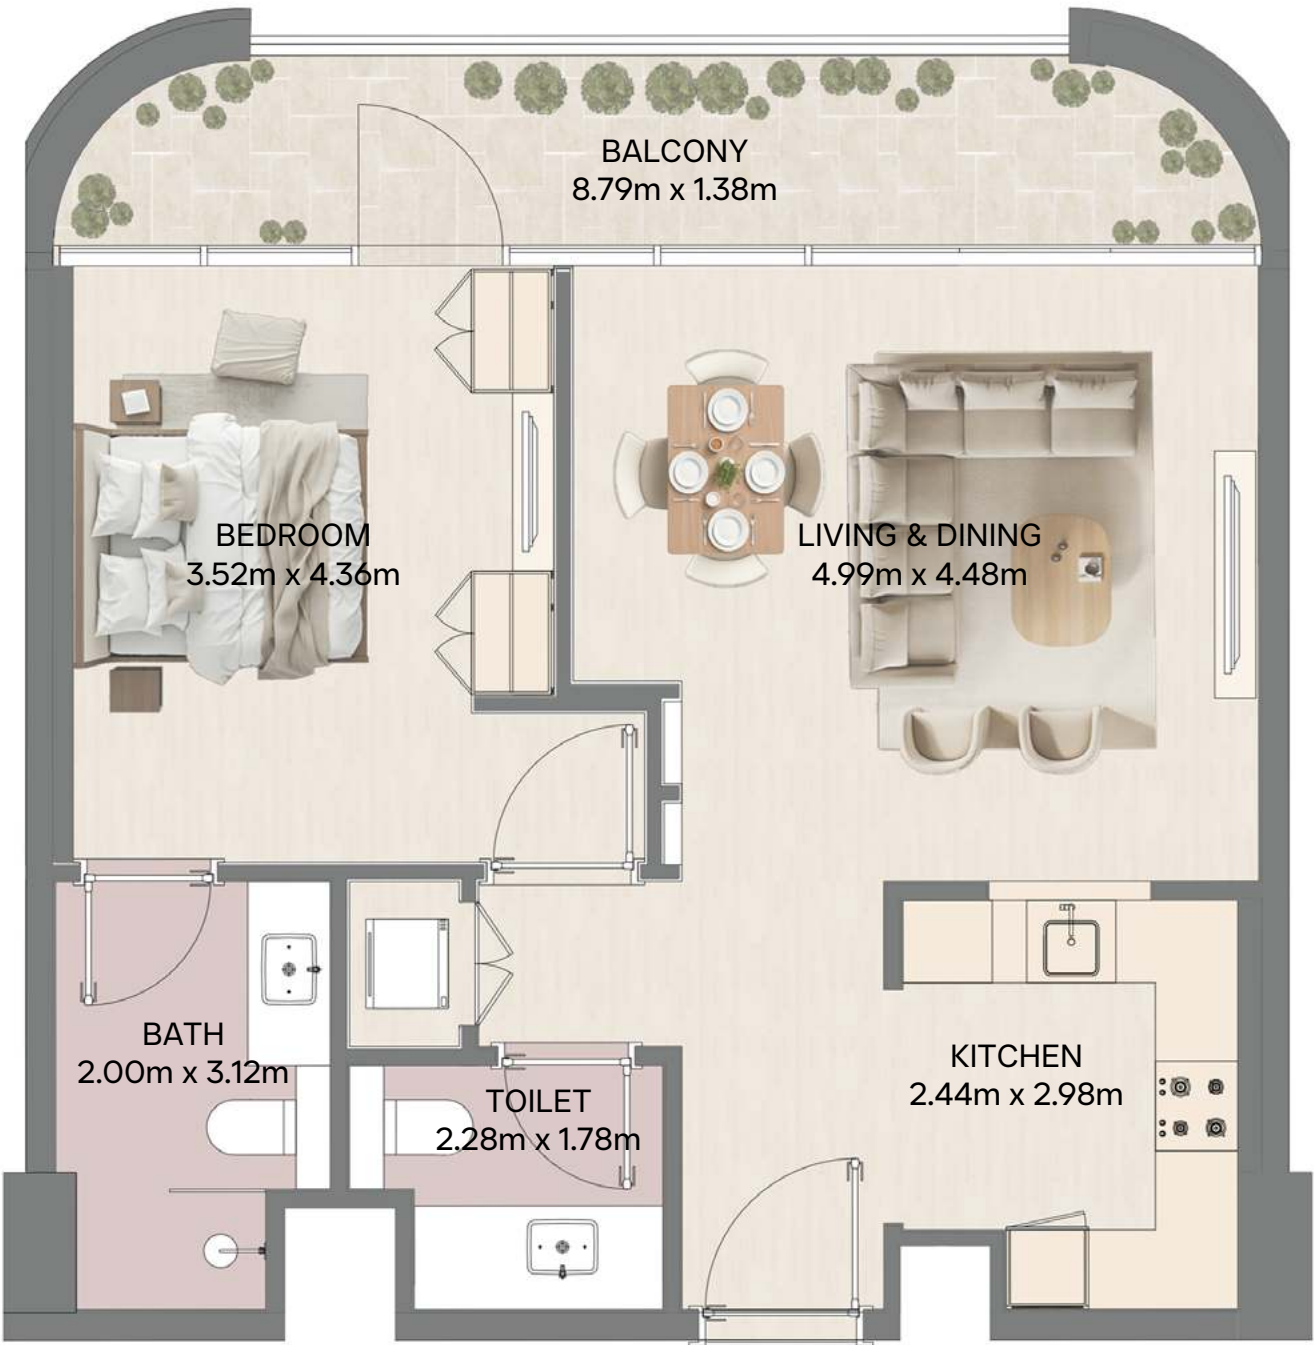 BALCONY
8.79m x 1.38m
BEDROOM
3.52m x 4.36m
LIVING & DINING
4.99m x 4.48m
BATH
2.00m x 3.12m
KITCHEN
2.44m x 2.98m
TOILET
2.28m x 1.78m